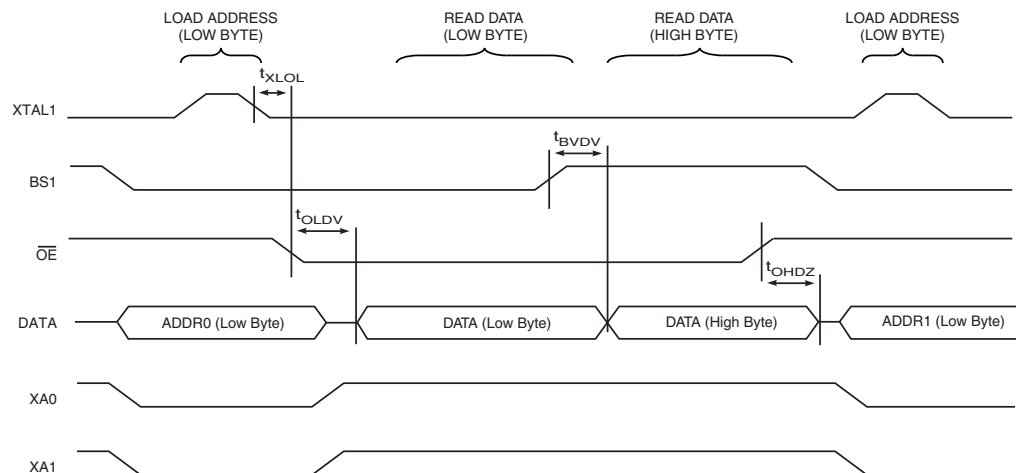 LOAD ADDRESS
(LOW BYTE)
READ DATA
(LOW BYTE)
READ DATA
(HIGH BYTE)
LOAD ADDRESS
(LOW BYTE)
tXLOL
XTAL1
tBVDV
BS1
tOLDV
OE
tOHDZ
DATA
ADDR0 (Low Byte)
DATA (Low Byte)
DATA (High Byte)
ADDR1 (Low Byte)
XA0
XA1